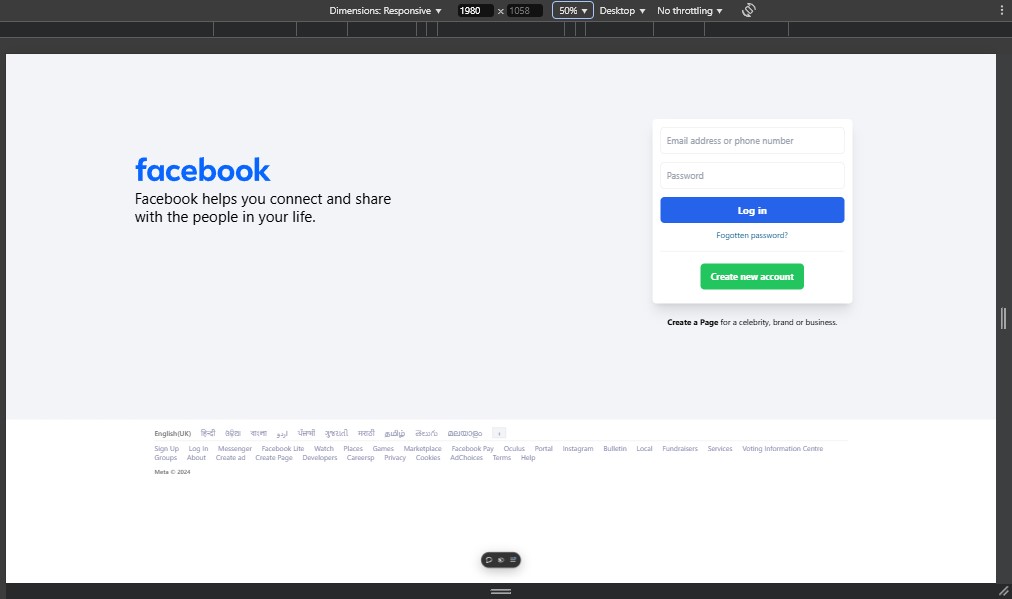 Dimensions: Responsive ▼ 1980 × 1058 50% ▼ Desktop ▼ No throttling ▼
facebook
Facebook helps you connect and share
with the people in your life.
Email address or phone number
Password
Log in
Fogotten password?
Create new account
Create a Page for a celebrity, brand or business.
English(UK) हिन्दी ଓଡ଼ିଆ বাংলা اردو ਪੰਜਾਬੀ ગુજરાતી मराठी தமிழ் తెలుగు മലയാളം ›
Sign Up Log In Messenger Facebook Lite Watch Places Games Marketplace Facebook Pay Oculus Portal Instagram Bulletin Local Fundraisers Services Voting Information Centre
Groups About Create ad Create Page Developers Careersp Privacy Cookies AdChoices Terms Help
Meta © 2024